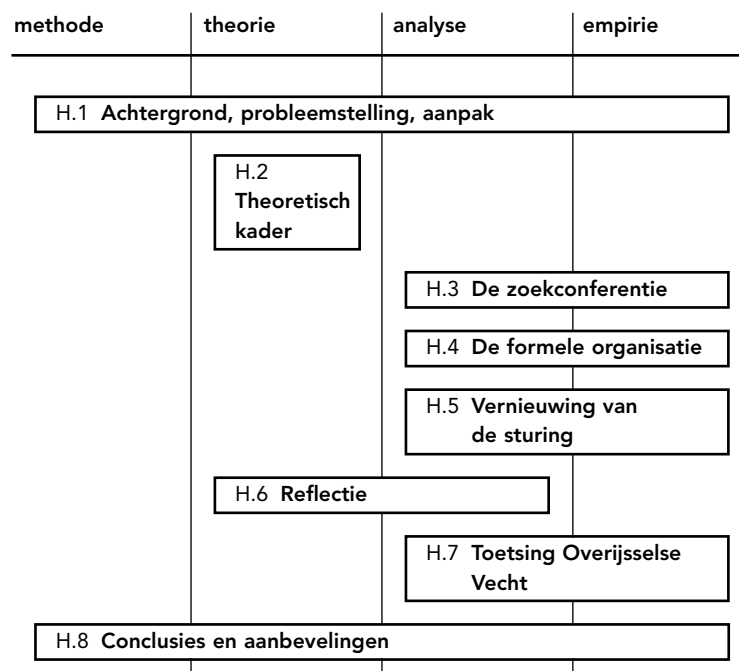 methode theorie analyse empirie
H.1 Achtergrond, probleemstelling, aanpak
H.2
Theoretisch
kader
H.3 De zoekconferentie
H.4 De formele organisatie
H.5 Vernieuwing van
de sturing
H.6 Reflectie
H.7 Toetsing Overijsselse
Vecht
H.8 Conclusies en aanbevelingen